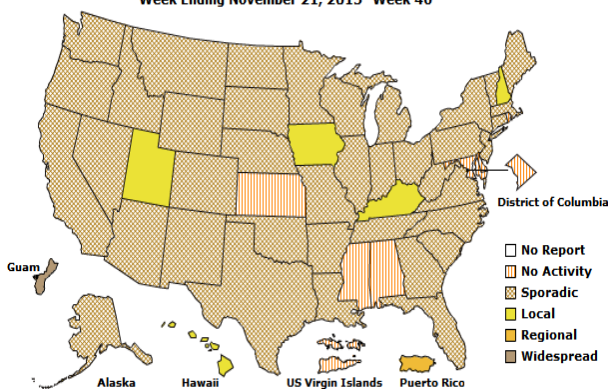 Week Ending November 21, 2015- Week 46
District of Columbia
No Report
No Activity
Sporadic
Local
Regional
Widespread
Guam
Alaska
Hawaii
US Virgin Islands
Puerto Rico